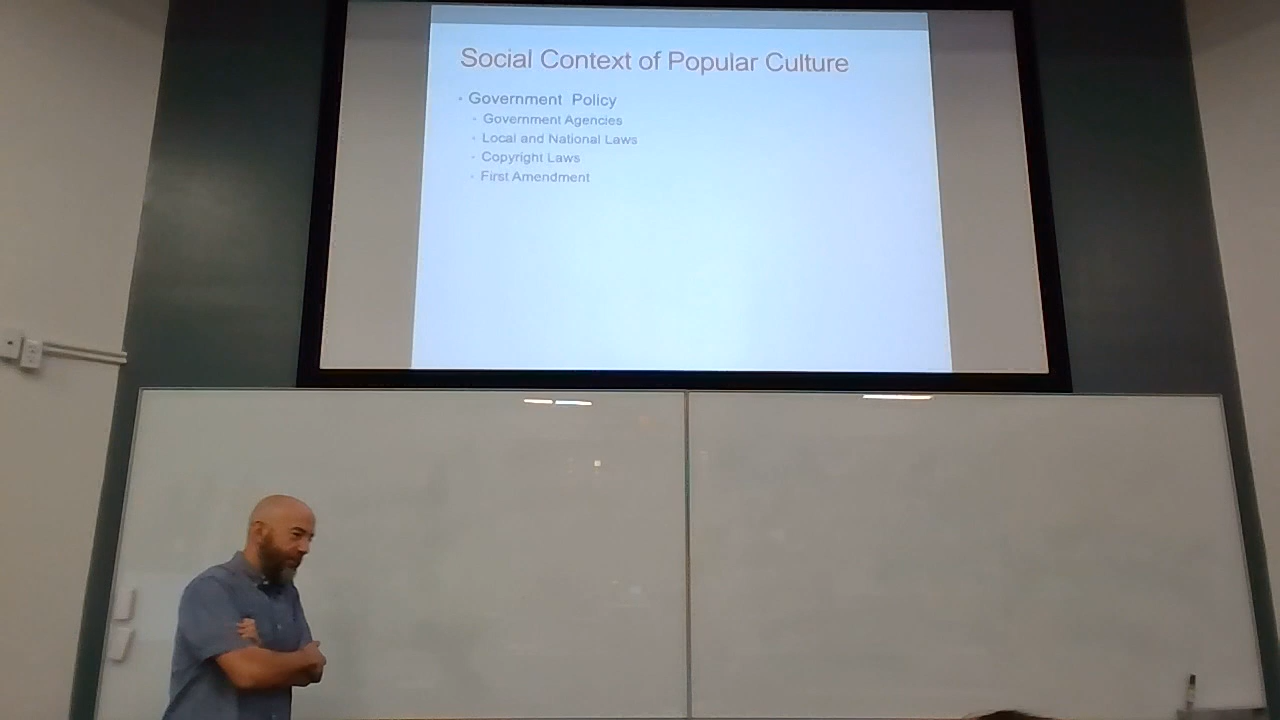 Social Context of Popular Culture
• Government Policy
• Government Agencies
• Local and National Laws
• Copyright Laws
• First Amendment